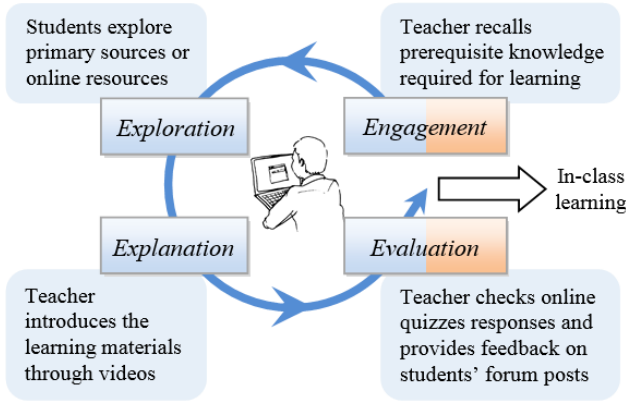 Students explore
primary sources or
online resources
Teacher recalls
prerequisite knowledge
required for learning
Exploration
Engagement
In-class
learning
Explanation
Evaluation
Teacher
introduces the
learning materials
through videos
Teacher checks online
quizzes responses and
provides feedback on
students’ forum posts